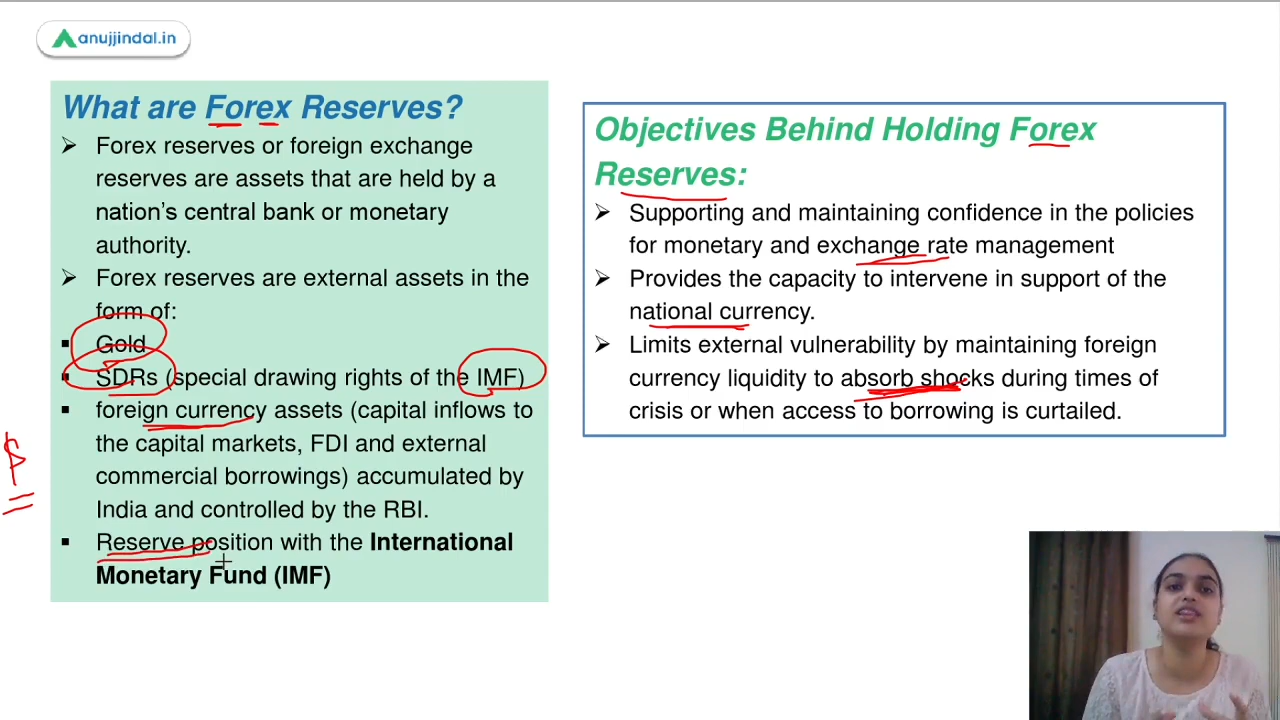 anujjindal.in
What are Forex Reserves?
➢ Forex reserves or foreign exchange
reserves are assets that are held by a
nation's central bank or monetary
authority.
➢ Forex reserves are external assets in the
form of:
▪ Gold
▪ SDRs (special drawing rights of the IMF)
▪ foreign currency assets (capital inflows to
the capital markets, FDI and external
commercial borrowings) accumulated by
India and controlled by the RBI.
▪ Reserve position with the International
Monetary Fund (IMF)
$
Objectives Behind Holding Forex
Reserves:
➢ Supporting and maintaining confidence in the policies
for monetary and exchange rate management
➢ Provides the capacity to intervene in support of the
national currency.
➢ Limits external vulnerability by maintaining foreign
currency liquidity to absorb shocks during times of
crisis or when access to borrowing is curtailed.